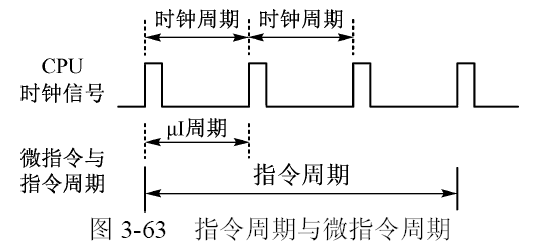 时钟周期 时钟周期
CPU
时钟信号
μI周期
微指令与
指令周期
指令周期
图 3-63 指令周期与微指令周期